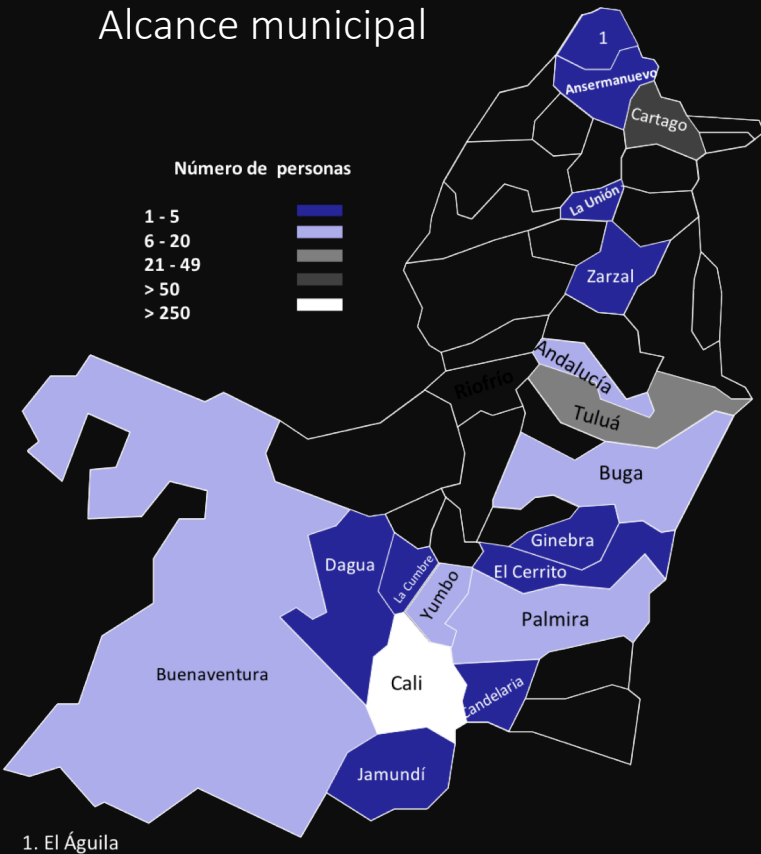 Alcance municipal
1
Ansermanuevo
Cartago
Número de personas
La Unión
1 - 5
6 - 20
21 - 49
> 50
> 250
Zarzal
Andalucía
Riofrio
Tuluá
Buga
Ginebra
Dagua
El Cerrito
La Cumbre
Yumbo
Palmira
Buenaventura
Cali
Candelaria
Jamundí
1. El Águila